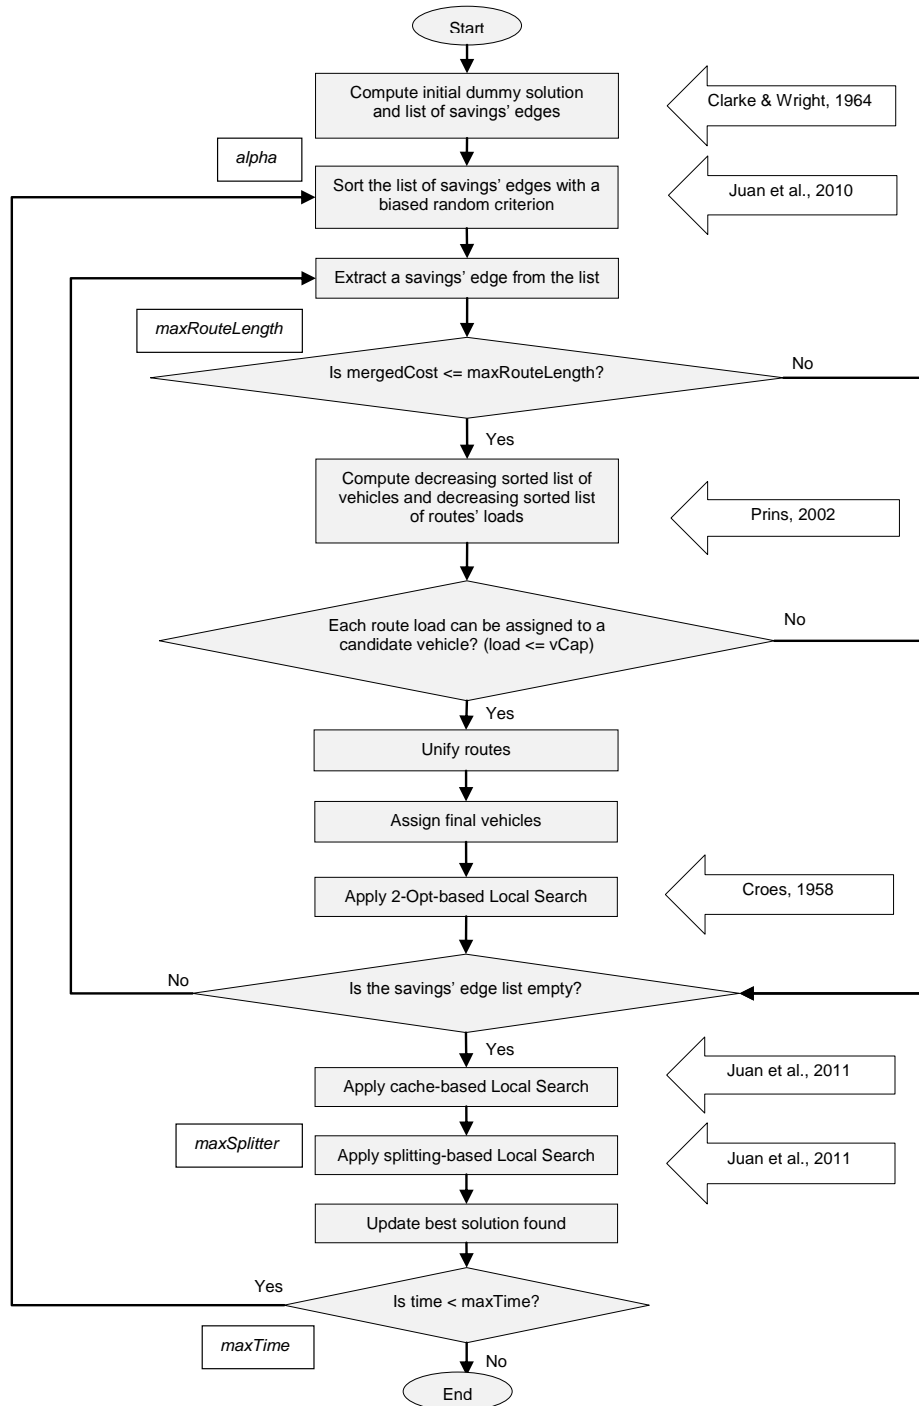 Start
Compute initial dummy solution
and list of savings' edges
Clarke & Wright, 1964
alpha
Sort the list of savings' edges with a
biased random criterion
Juan et al., 2010
Extract a savings' edge from the list
maxRouteLength
Is mergedCost <= maxRouteLength?
No
Yes
Compute decreasing sorted list of
vehicles and decreasing sorted list
of routes' loads
Prins, 2002
Each route load can be assigned to a
candidate vehicle? (load <= vCap)
No
Yes
Unify routes
Assign final vehicles
Apply 2-Opt-based Local Search
Croes, 1958
No
Is the savings' edge list empty?
Yes
Apply cache-based Local Search
Juan et al., 2011
maxSplitter
Apply splitting-based Local Search
Juan et al., 2011
Update best solution found
Yes
Is time < maxTime?
maxTime
No
End